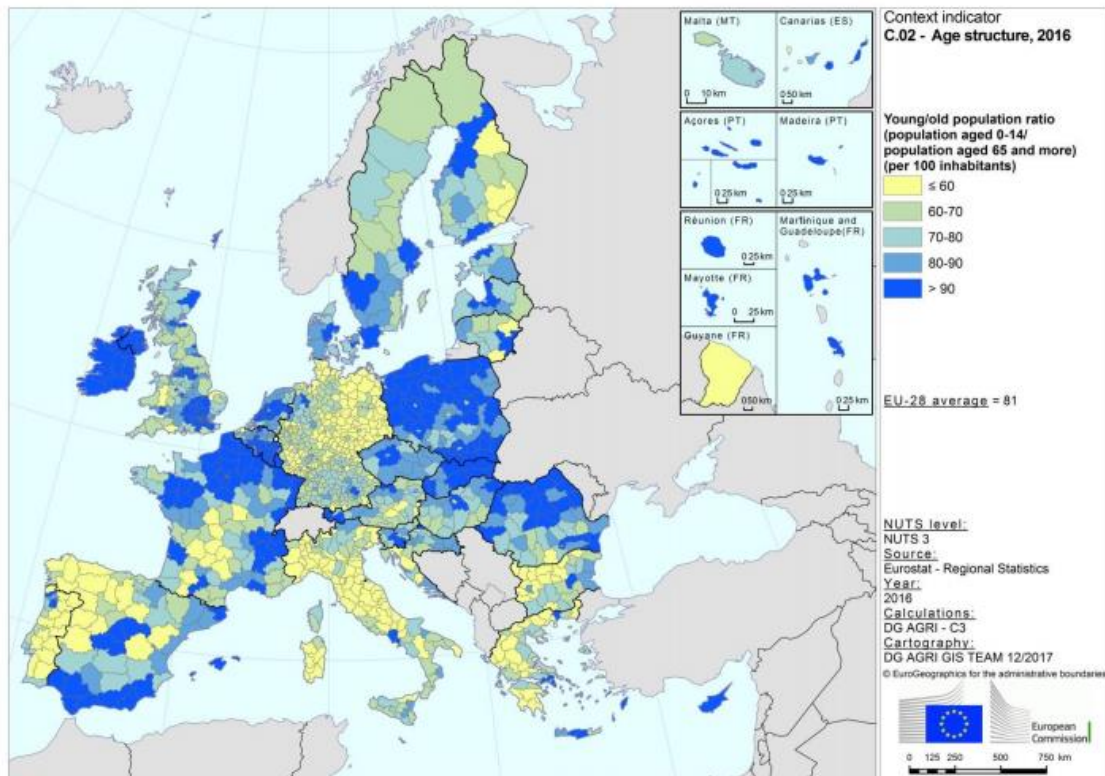 Malta (MT)
0 10 km
Canarias (ES)
0 50 km
Açores (PT)
0 25 km
Madeira (PT)
0 25 km
Réunion (FR)
0 25 km
Martinique and
Guadeloupe(FR)
Mayotte (FR)
0 25 km
Guyane (FR)
0 50 km
0 25 km
Context indicator
C.02 - Age structure, 2016
Young/old population ratio
(population aged 0-14/
population aged 65 and more)
(per 100 inhabitants)
≤ 60
60-70
70-80
80-90
> 90
EU-28 average = 81
NUTS level:
NUTS 3
Source:
Eurostat - Regional Statistics
Year:
2016
Calculations:
DG AGRI - C3
Cartography:
DG AGRI GIS TEAM 12/2017
© EuroGeographics for the administrative boundaries
European
Commission
0 125 250 500 750 km